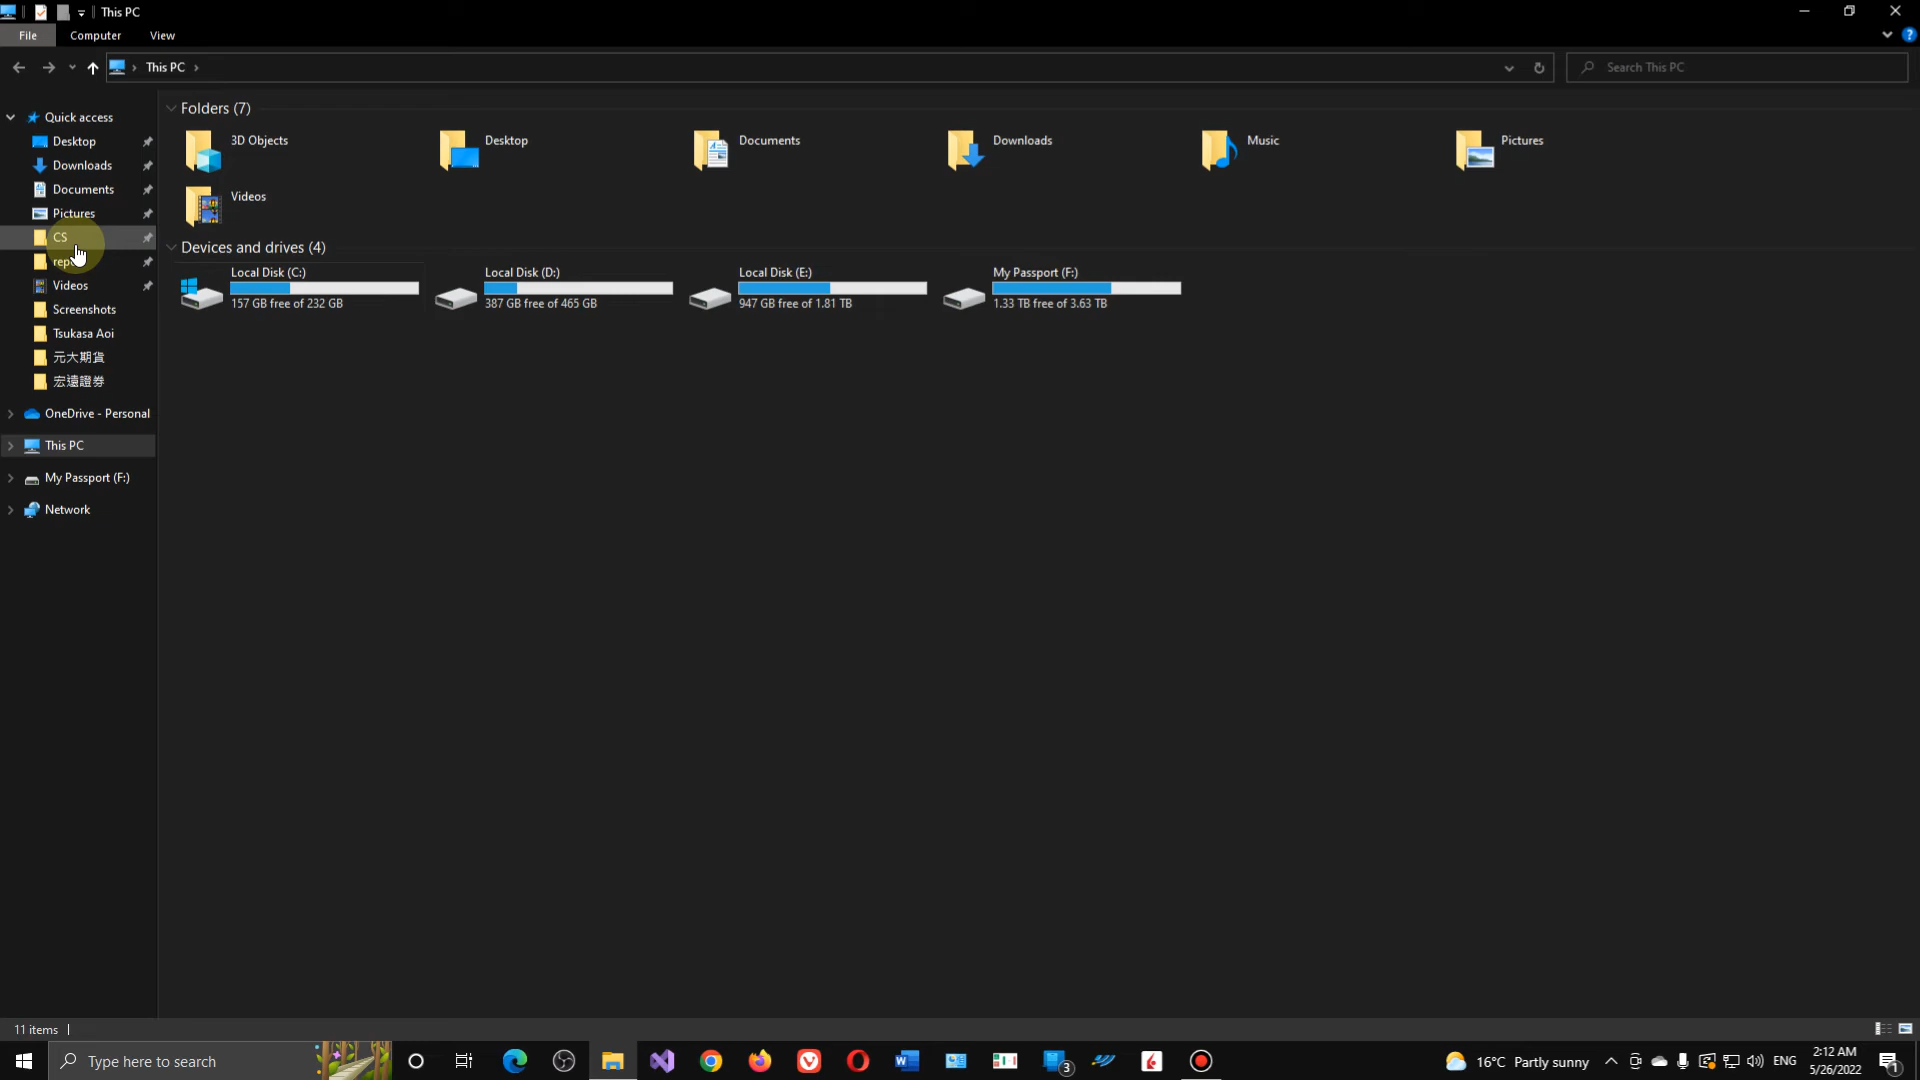 This PC
File Computer View
This PC
Search This PC
Quick access
Desktop
Downloads
Documents
Pictures
CS
Videos
Screenshots
Tsukasa Aoi
元大期貨
宏遠證券
OneDrive - Personal
This PC
My Passport (F:)
Network
Folders (7)
3D Objects
Desktop
Documents
Downloads
Music
Pictures
Videos
Devices and drives (4)
Local Disk (C:)
157 GB free of 232 GB
Local Disk (D:)
387 GB free of 465 GB
Local Disk (E:)
947 GB free of 1.81 TB
My Passport (F:)
1.33 TB free of 3.63 TB
11 items
Type here to search
3
16°C Partly sunny
ENG
2:12 AM
5/26/2022
1